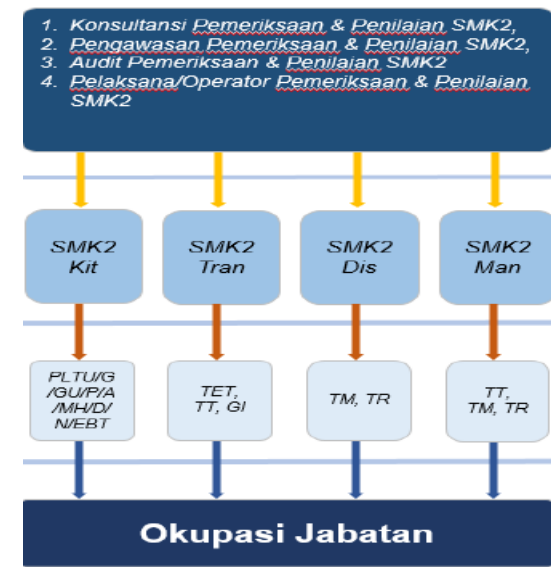 1. Konsultansi Pemeriksaan & Penilaian SMK2,
2. Pengawasan Pemeriksaan & Penilaian SMK2,
3. Audit Pemeriksaan & Penilaian SMK2
4. Pelaksana/Operator Pemeriksaan & Penilaian
SMK2
SMK2
Kit
SMK2
Tran
SMK2
Dis
SMK2
Man
PLTU/G
/GU/P/A
/MH/D/
N/EBT
TET,
TT, GI
TM, TR
TT,
TM, TR
Okupasi Jabatan